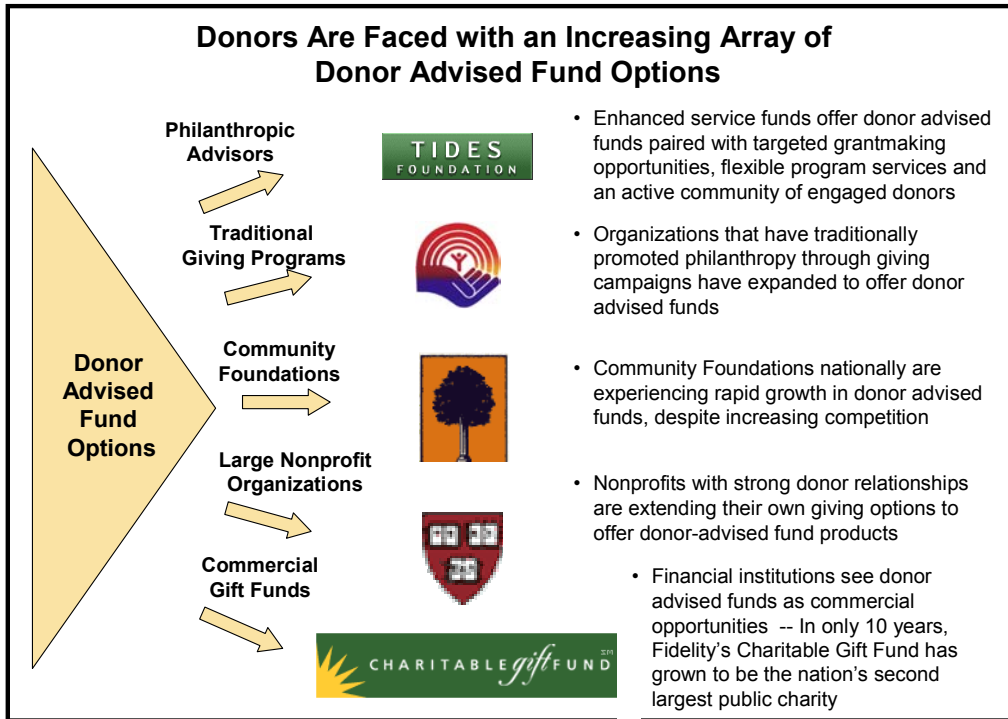 Donors Are Faced with an Increasing Array of
Donor Advised Fund Options
Donor
Advised
Fund
Options
Philanthropic
Advisors
TIDES
FOUNDATION
• Enhanced service funds offer donor advised
funds paired with targeted grantmaking
opportunities, flexible program services and
an active community of engaged donors
Traditional
Giving Programs
• Organizations that have traditionally
promoted philanthropy through giving
campaigns have expanded to offer donor
advised funds
Community
Foundations
• Community Foundations nationally are
experiencing rapid growth in donor advised
funds, despite increasing competition
Large Nonprofit
Organizations
• Nonprofits with strong donor relationships
are extending their own giving options to
offer donor-advised fund products
Commercial
Gift Funds
CHARITABLE gift FUND SM
• Financial institutions see donor
advised funds as commercial
opportunities -- In only 10 years,
Fidelity's Charitable Gift Fund has
grown to be the nation's second
largest public charity